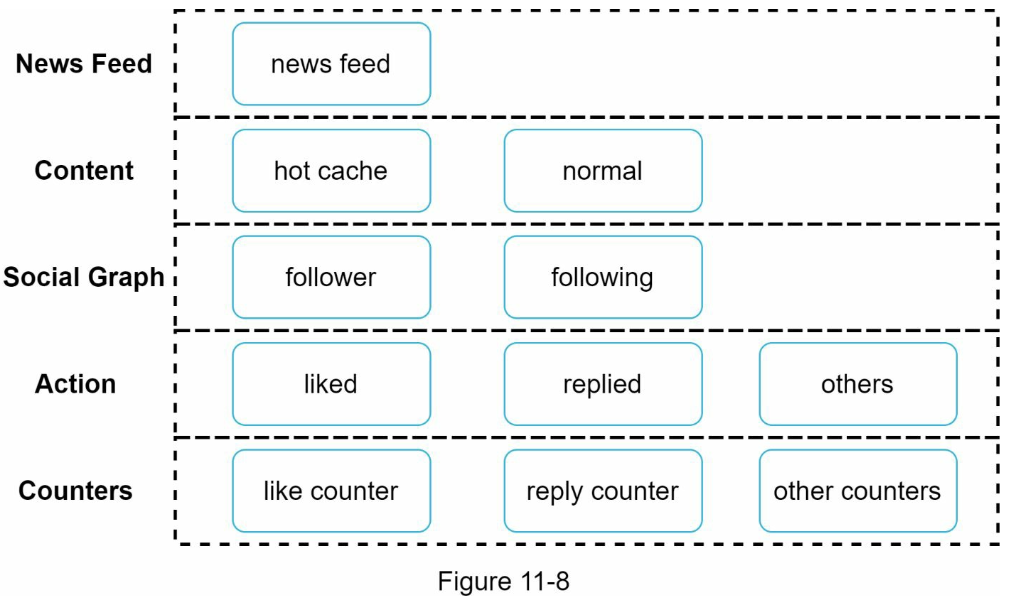 News Feed
news feed
Content
hot cache
normal
Social Graph
follower
following
Action
liked
replied
others
Counters
like counter
reply counter
other counters
Figure 11-8